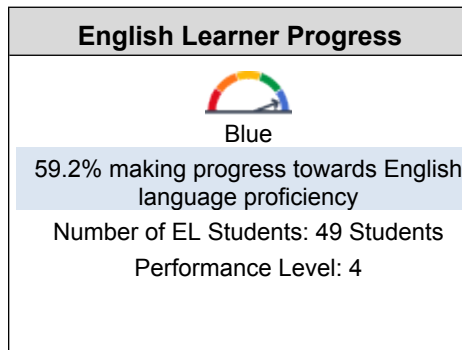 English Learner Progress
Blue
59.2% making progress towards English
language proficiency
Number of EL Students: 49 Students
Performance Level: 4